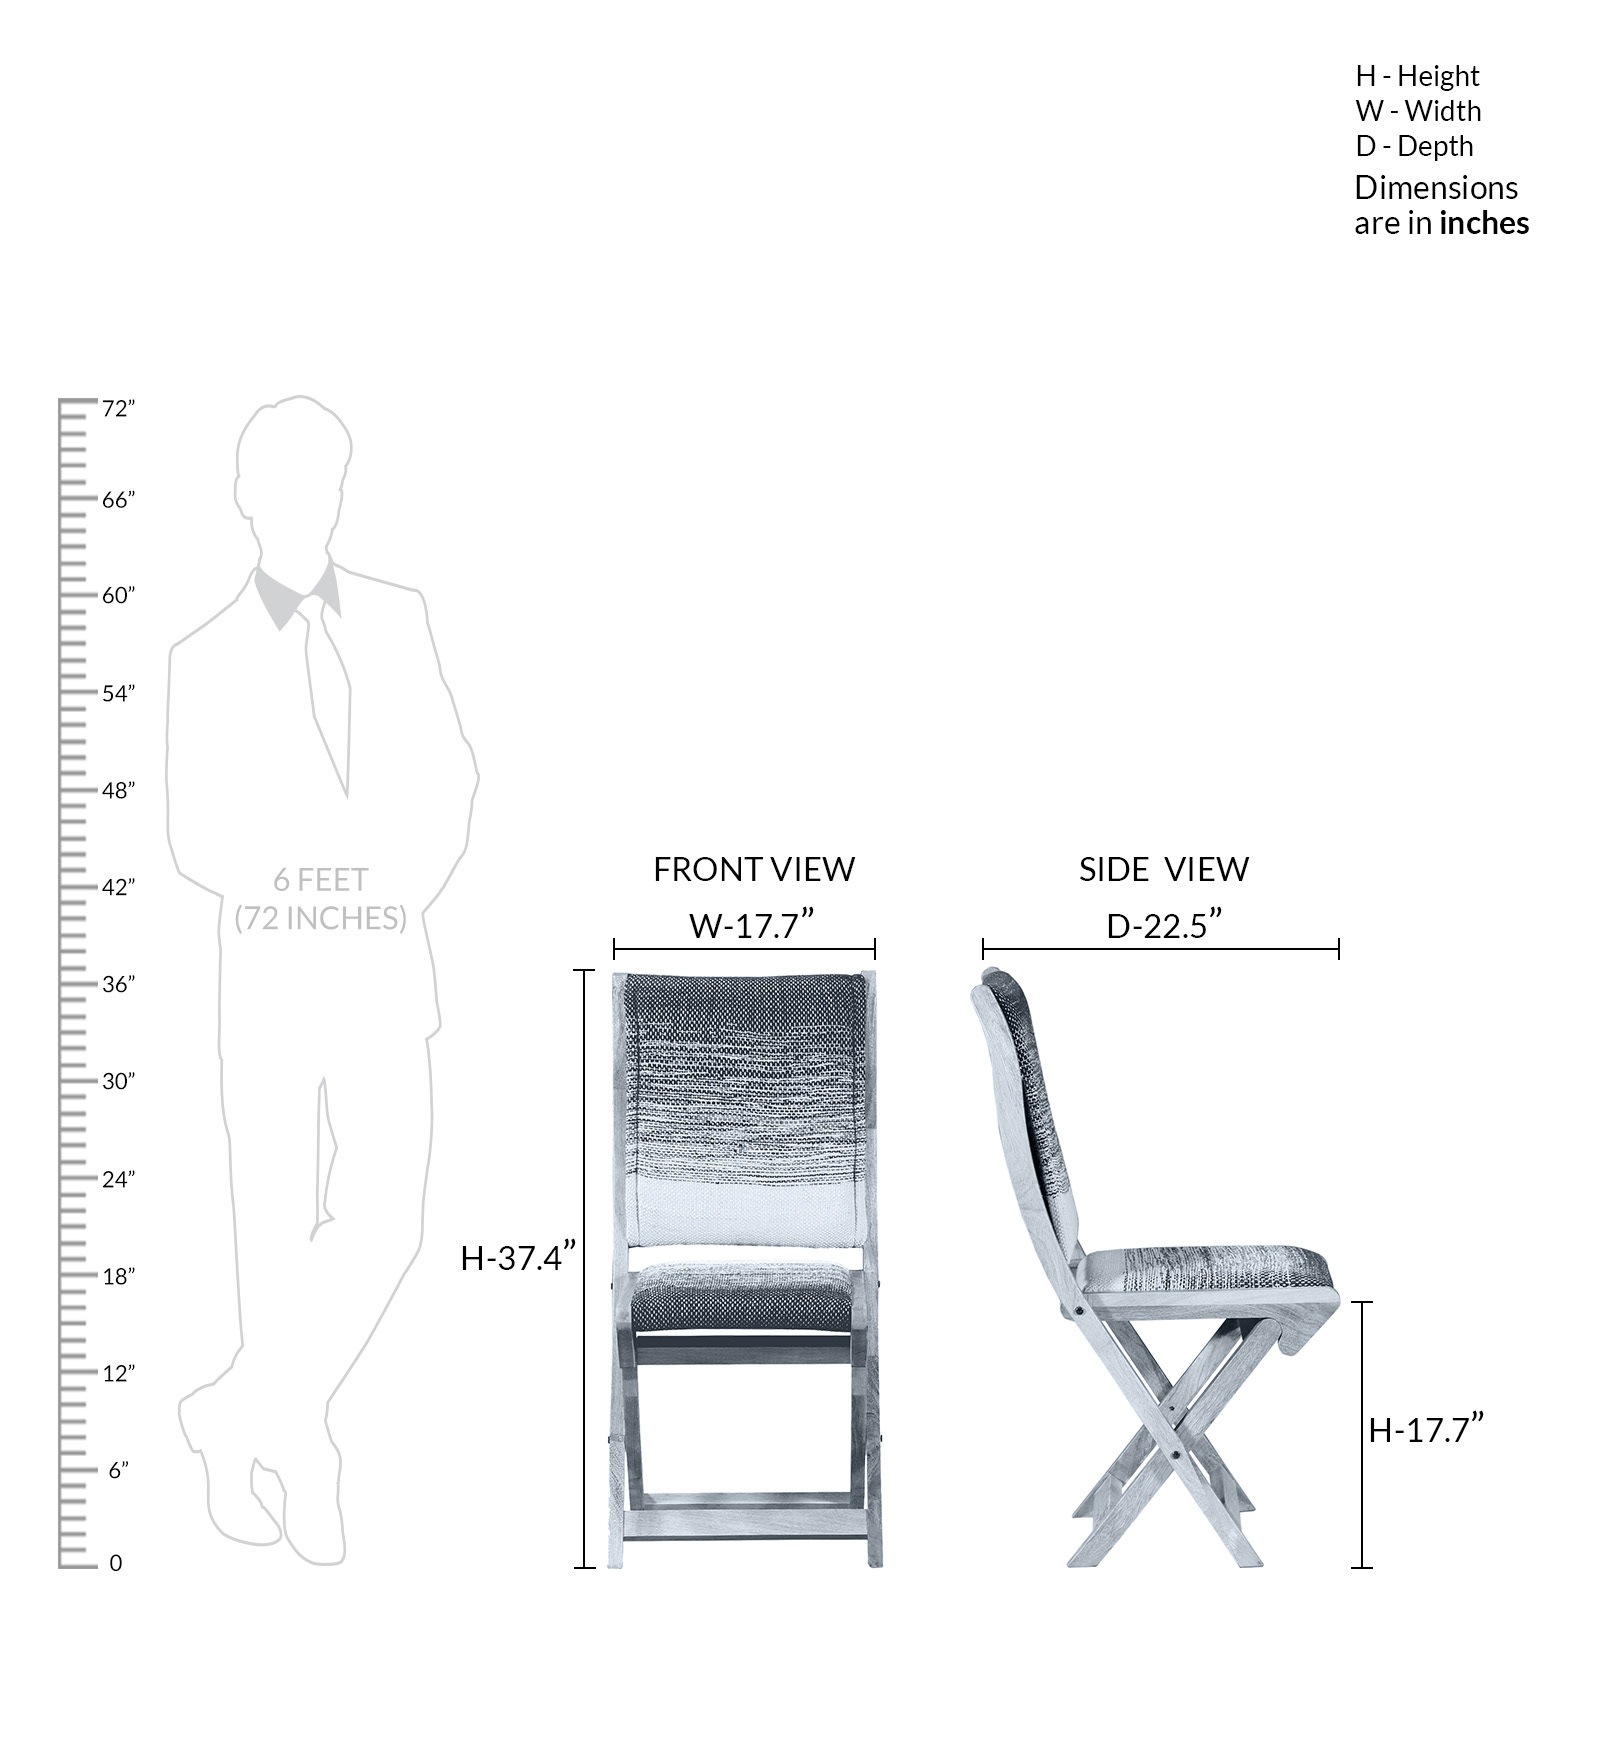 H - Height
W - Width
D - Depth
Dimensions
are in inches
72”
66”
60”
54”
48”
42”
36”
30”
24”
18”
12”
6”
0
6 FEET
(72 INCHES)
FRONT VIEW
W-17.7”
H-37.4”
SIDE VIEW
D-22.5”
H-17.7”